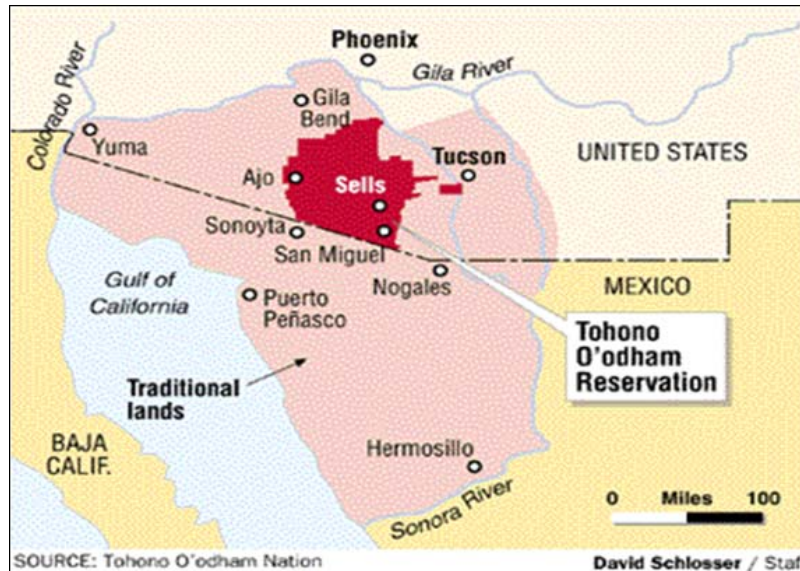 Phoenix
Gila River
Colorado River
Gila
Bend
Yuma
Tucson
UNITED STATES
Ajo
Sells
Sonoyta
San Miguel
Gulf of
California
Nogales
MEXICO
Puerto
Peñasco
Tohono
O'odham
Reservation
Traditional
lands
BAJA
CALIF.
Hermosillo
Sonora River
0 Miles 100
SOURCE: Tohono O'odham Nation
David Schlosser / Staf